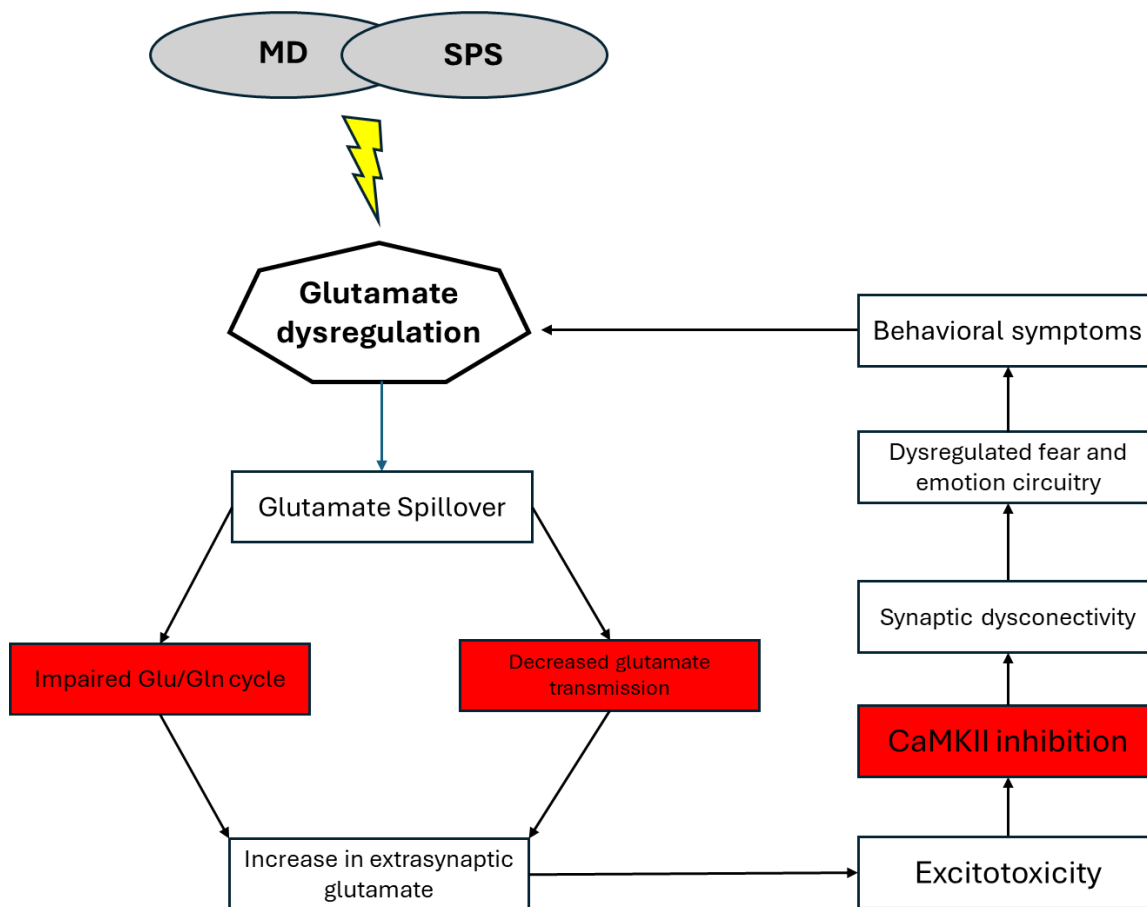 MD
SPS
Glutamate
dysregulation
Behavioral symptoms
Dysregulated fear and
emotion circuitry
Glutamate Spillover
Synaptic dysconectivity
Impaired Glu/Gln cycle
Decreased glutamate
transmission
CaMKII inhibition
Increase in extrasynaptic
glutamate
Excitotoxicity